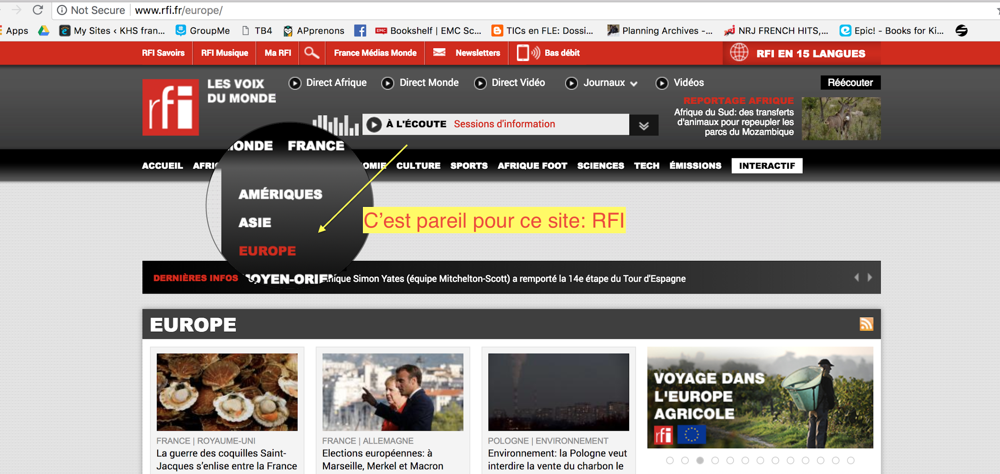 Not Secure | www.rfi.fr/europe/
Apps My Sites ‹ KHS fran... GroupMe TB4 APprenons EMC Bookshelf | EMC Sc... TICs en FLE: Dossi... Planning Archives -... NRJ FRENCH HITS,... Epic! - Books for Ki...
RFI Savoirs RFI Musique Ma RFI France Médias Monde Newsletters Bas débit RFI EN 15 LANGUES
rfi
LES VOIX
DU MONDE
Direct Afrique Direct Monde Direct Vidéo Journaux Vidéos Réécouter
REPORTAGE AFRIQUE
Afrique du Sud: des transferts
d'animaux pour repeupler les
parcs du Mozambique
À L'ÉCOUTE Sessions d'information
ONDE FRANCE
ACCUEIL AFRI OMIE CULTURE SPORTS AFRIQUE FOOT SCIENCES TECH ÉMISSIONS INTERACTIF
AMÉRIQUES
ASIE
EUROPE
C'est pareil pour ce site: RFI
DERNIÈRES INFOS OYEN-ORIEN nique Simon Yates (équipe Mitchelton-Scott) a remporté la 14e étape du Tour d'Espagne
EUROPE
FRANCE | ROYAUME-UNI
La guerre des coquilles Saint-
Jacques s'enlise entre la France
FRANCE | ALLEMAGNE
Elections européennes: à
Marseille, Merkel et Macron
POLOGNE | ENVIRONNEMENT
Environnement: la Pologne veut
interdire la vente du charbon le
VOYAGE DANS
L'EUROPE
AGRICOLE
rfi